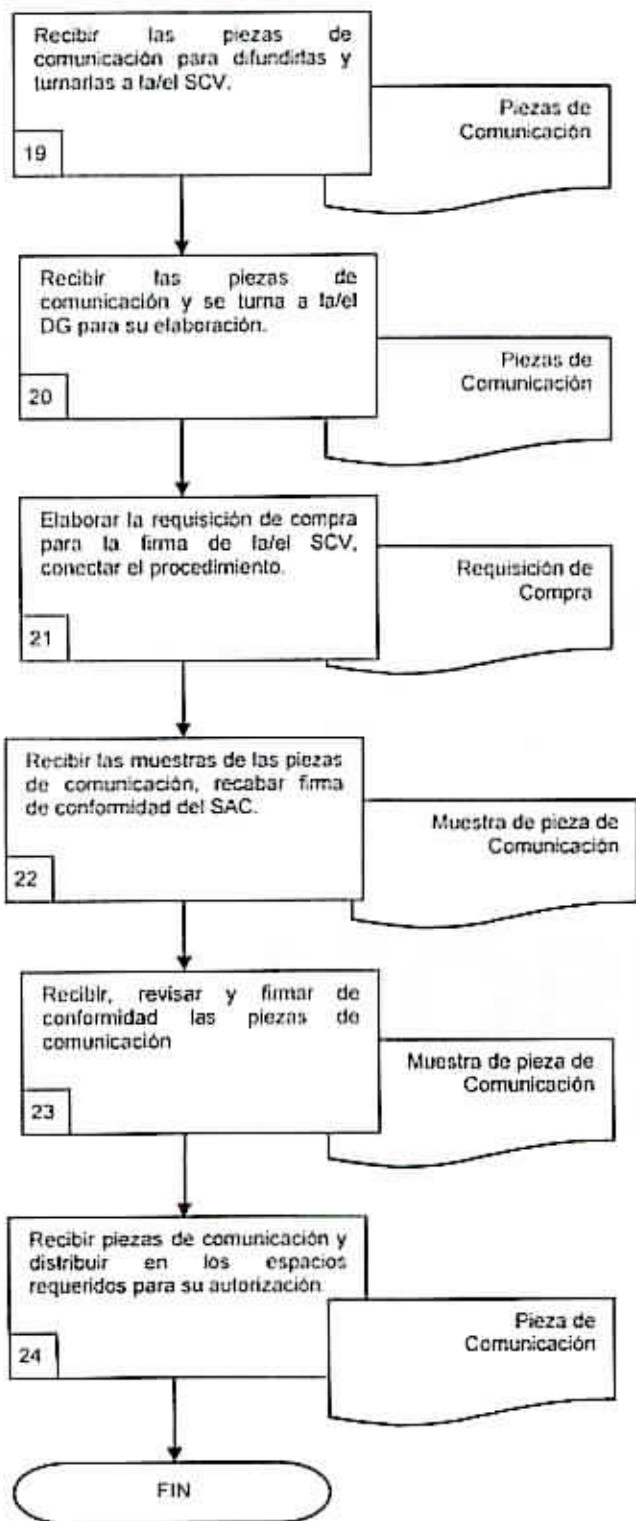 Recibir las piezas de
comunicación para difundirlas y
turnarlas a la/el SCV.
19
Piezas de
Comunicación
Recibir las piezas de
comunicación y se turna a la/el
DG para su elaboración.
20
Piezas de
Comunicación
Elaborar la requisición de compra
para la firma de la/el SCV,
conectar el procedimiento.
21
Requisición de
Compra
Recibir las muestras de las piezas
de comunicación, recabar firma
de conformidad del SAC.
22
Muestra de pieza de
Comunicación
Recibir, revisar y firmar de
conformidad las piezas de
comunicación
23
Muestra de pieza de
Comunicación
Recibir piezas de comunicación y
distribuir en los espacios
requeridos para su autorización.
24
Pieza de
Comunicación
FIN